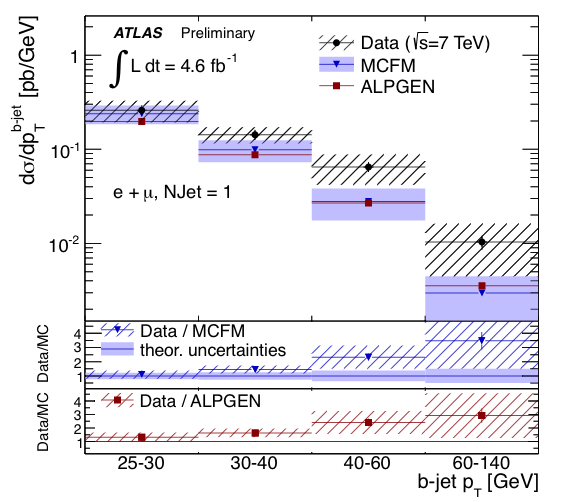 ATLAS Preliminary
∫ L dt = 4.6 fb⁻¹
Data (√s=7 TeV)
MCFM
ALPGEN
e + μ, NJet = 1
dσ/dp_T^b-jet [pb/GeV]
1
10⁻¹
10⁻²
Data / MCFM
theor. uncertainties
Data/MC
4
3
2
1
Data / ALPGEN
Data/MC
4
3
2
1
25-30 30-40 40-60 60-140
b-jet p_T [GeV]